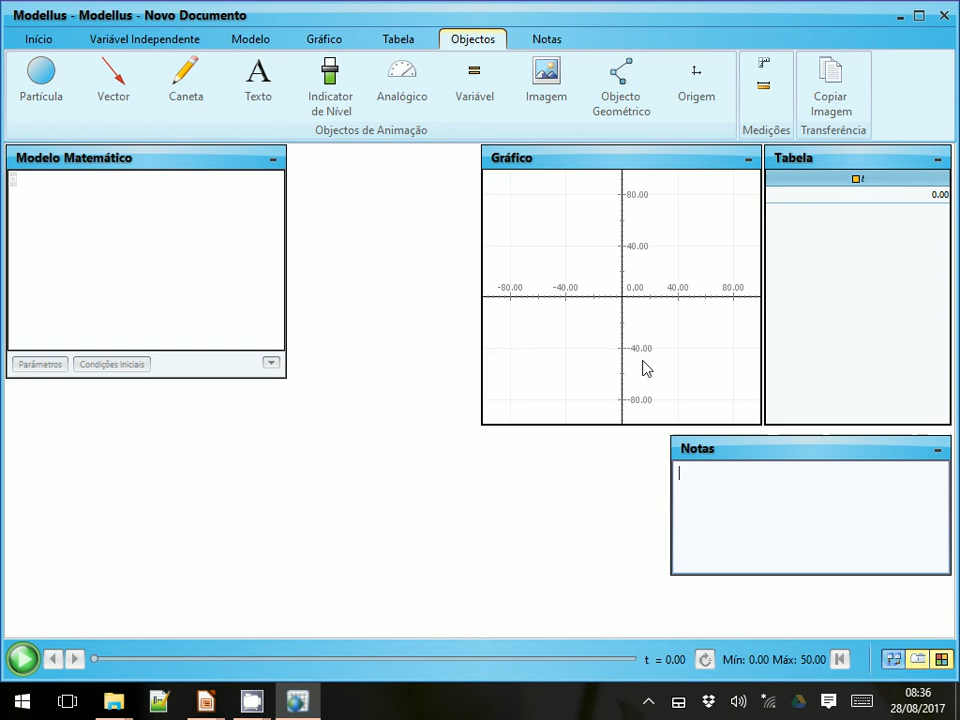 Modellus - Modellus - Novo Documento
Início
Variável Independente
Modelo
Gráfico
Tabela
Objectos
Notas
Partícula
Vector
Caneta
Texto
Indicator
de Nível
Analógico
Variável
Imagem
Objecto
Geométrico
Origem
Copiar
Imagem
Objectos de Animação
Medições
Transferência
Modelo Matemático
Parâmetros
Condições Iniciais
Gráfico
80.00
40.00
-80.00
-40.00
0.00
40.00
80.00
-40.00
-80.00
Tabela
t
0.00
Notas
t = 0.00
Mín: 0.00 Máx: 50.00
08:36
28/08/2017